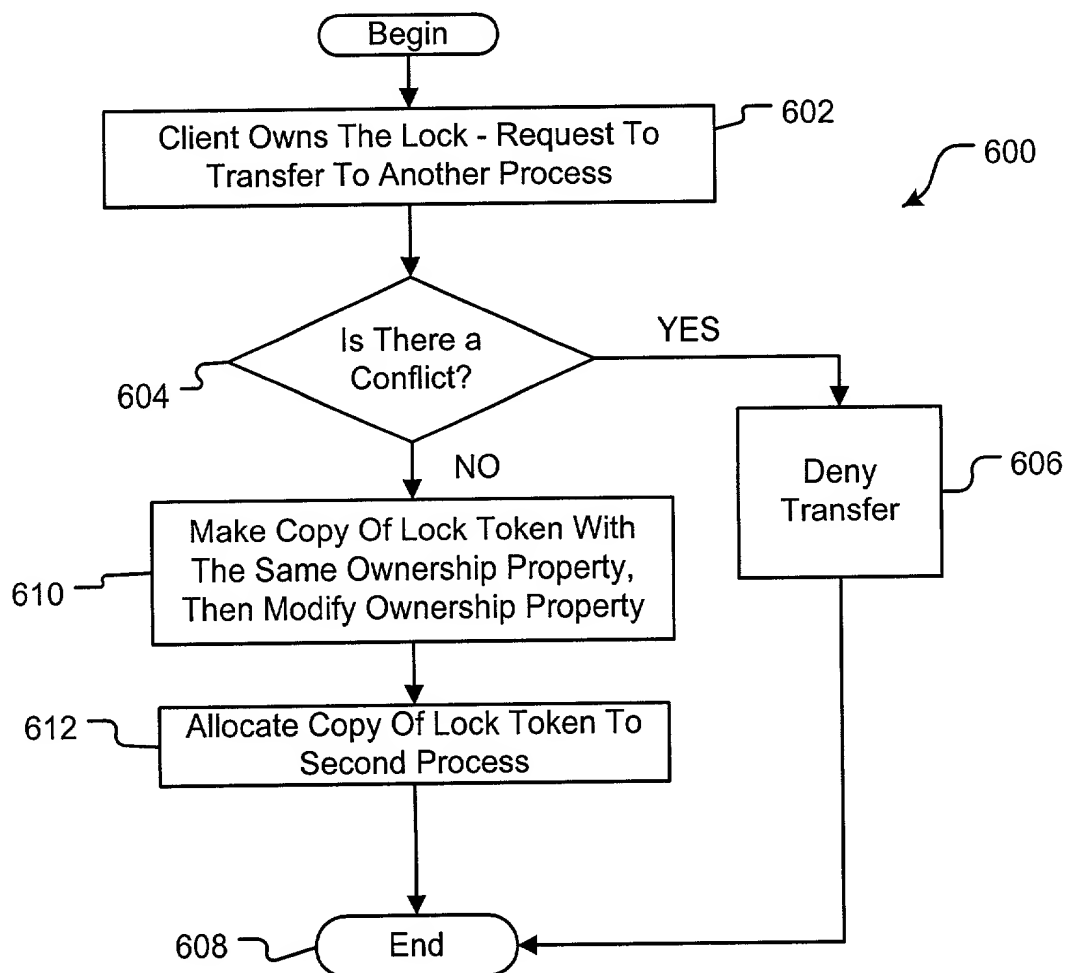 Begin
Client Owns The Lock - Request To
Transfer To Another Process
602
600
Is There a
Conflict?
604
YES
NO
Deny
Transfer
606
Make Copy Of Lock Token With
The Same Ownership Property,
Then Modify Ownership Property
610
Allocate Copy Of Lock Token To
Second Process
612
End
608